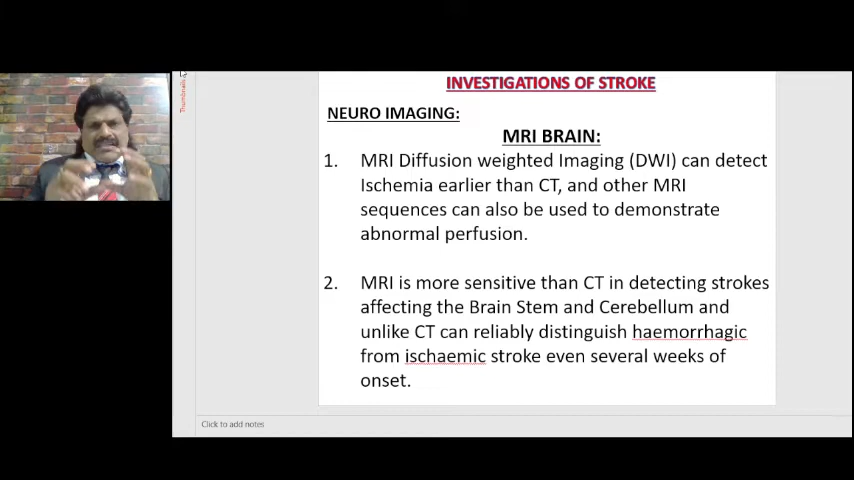 Thumbnails
INVESTIGATIONS OF STROKE
NEURO IMAGING:
MRI BRAIN:
1. MRI Diffusion weighted Imaging (DWI) can detect
Ischemia earlier than CT, and other MRI
sequences can also be used to demonstrate
abnormal perfusion.
2. MRI is more sensitive than CT in detecting strokes
affecting the Brain Stem and Cerebellum and
unlike CT can reliably distinguish haemorrhagic
from ischaemic stroke even several weeks of
onset.
Click to add notes